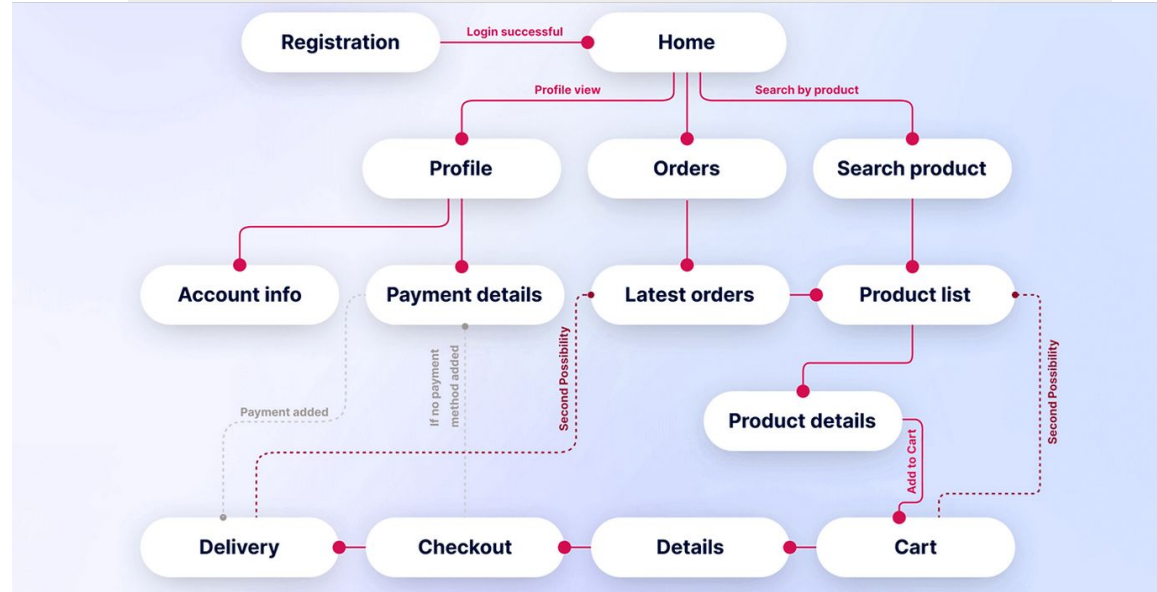 Registration
Login successful
Home
Profile view
Search by product
Profile
Orders
Search product
Account info
Payment details
Latest orders
Product list
If no payment
method added
Second Possibility
Second Possibility
Payment added
Product details
Add to Cart
Delivery
Checkout
Details
Cart